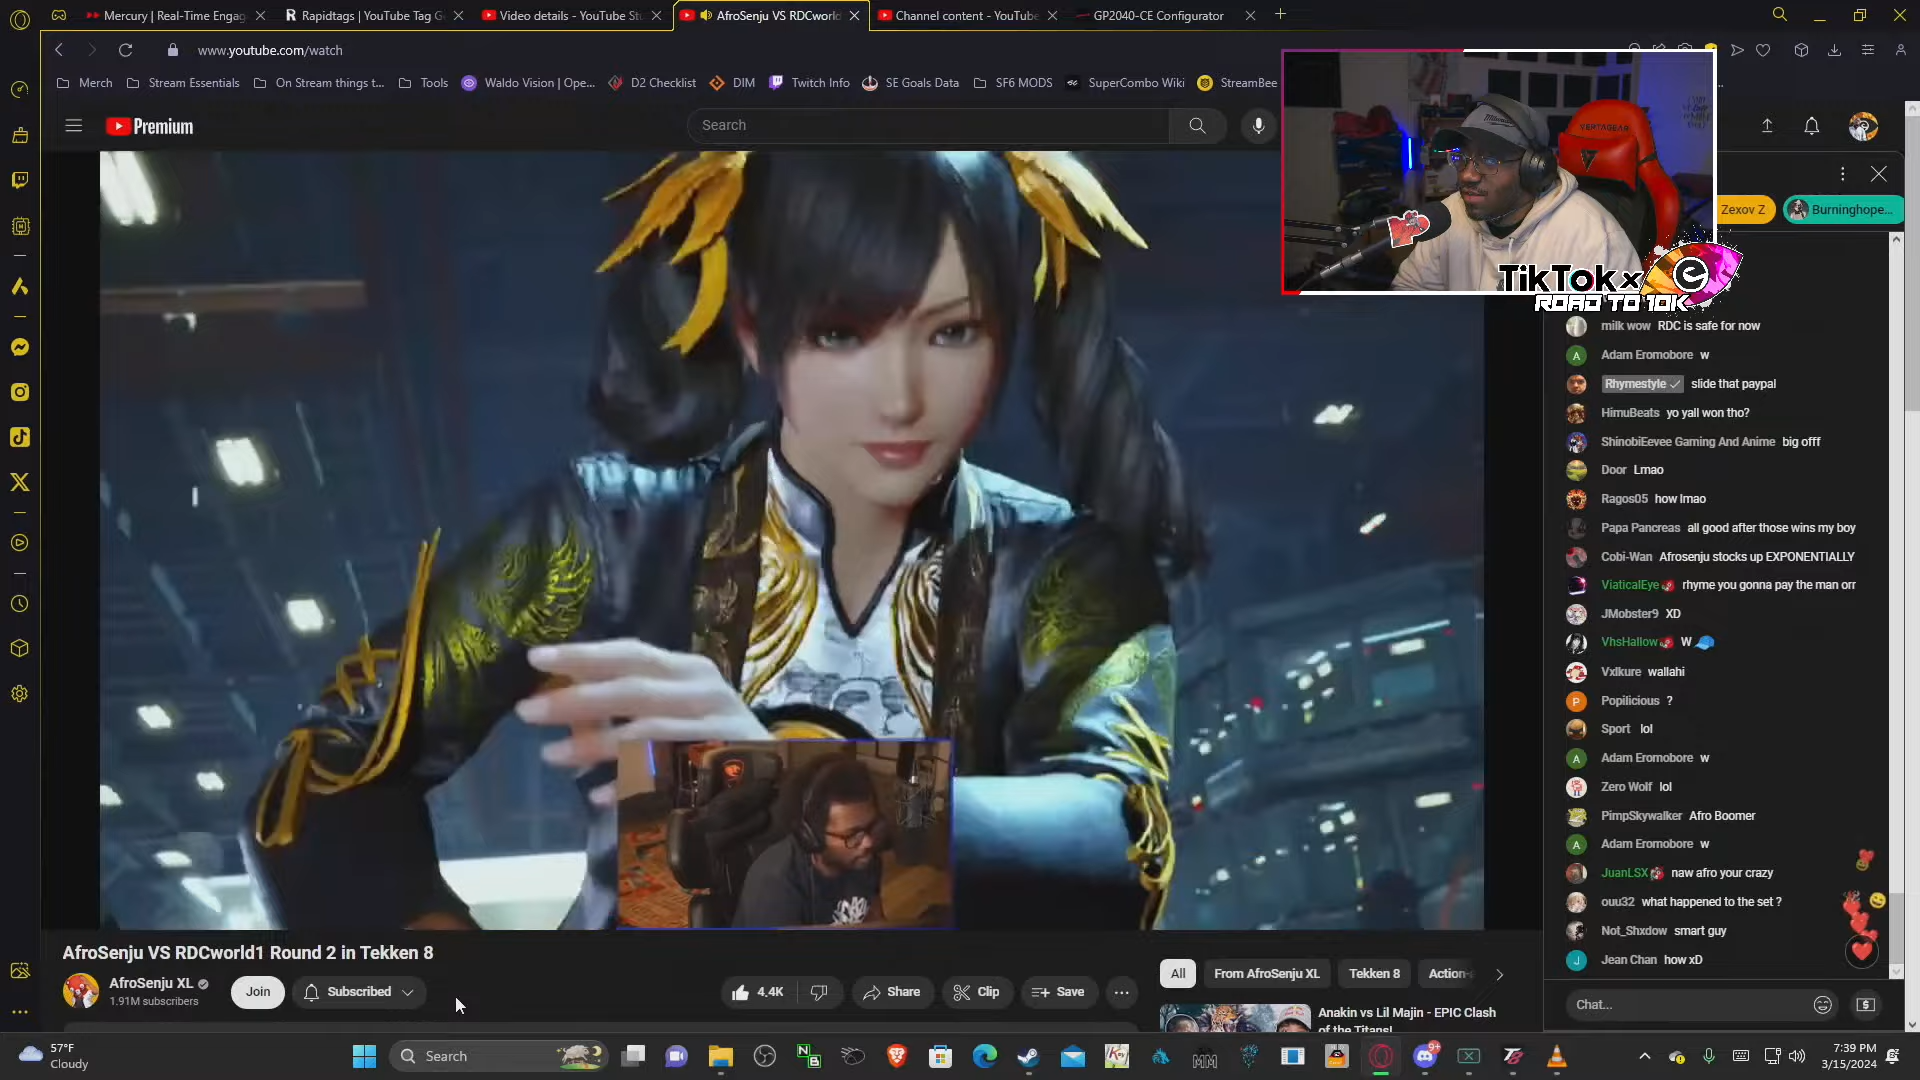 Mercury | Real-Time Engag
Rapidtags | YouTube Tag G
Video details - YouTube St
AfroSenju VS RDCworld
Channel content - YouTube
GP2040-CE Configurator
www.youtube.com/watch
Merch
Stream Essentials
On Stream things t...
Tools
Waldo Vision | Ope...
D2 Checklist
DIM
Twitch Info
SE Goals Data
SF6 MODS
SuperCombo Wiki
StreamBee
Premium
Search
VERTAGEAR
Zexov Z
Burninghope...
TikTok x e
ROAD TO 10K
milk wow RDC is safe for now
Adam Eromobore w
Rhymestyle slide that paypal
HimuBeats yo yall won tho?
ShinobiEevee Gaming And Anime big offf
Door Lmao
Ragos05 how lmao
Papa Pancreas all good after those wins my boy
Cobi-Wan Afrosenju stocks up EXPONENTIALLY
ViaticalEye rhyme you gonna pay the man orr
JMobster9 XD
VhsHallow W
Vxlkure wallahi
Popilicious ?
Sport lol
Adam Eromobore w
Zero Wolf lol
PimpSkywalker Afro Boomer
Adam Eromobore w
JuanLSX naw afro your crazy
ouu32 what happened to the set ?
Not_Shxdow smart guy
Jean Chan how xD
Chat...
AfroSenju VS RDCworld1 Round 2 in Tekken 8
AfroSenju XL
1.91M subscribers
Join
Subscribed
4.4K
Share
Clip
Save
All
From AfroSenju XL
Tekken 8
Action-
Anakin vs Lil Majin - EPIC Clash
of the Titans!
57°F
Cloudy
Search
9+
7:39 PM
3/15/2024